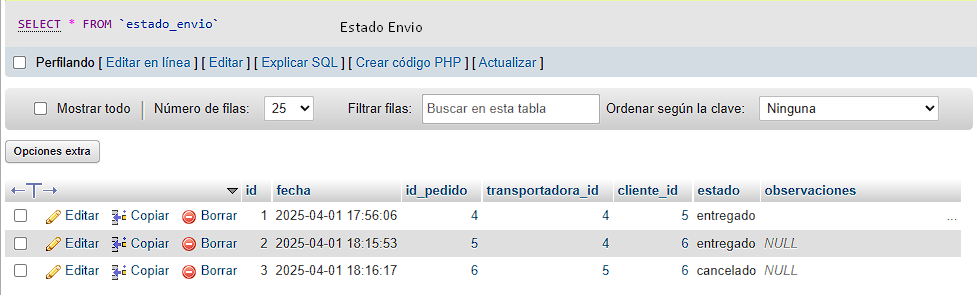 SELECT * FROM `estado_envio` Estado Envio
Perfilando [ Editar en línea ] [ Editar ] [ Explicar SQL ] [ Crear código PHP ] [ Actualizar ]
Mostrar todo Número de filas: 25 Filtrar filas: Buscar en esta tabla Ordenar según la clave: Ninguna
Opciones extra
←T→ id fecha id_pedido transportadora_id cliente_id estado observaciones
Editar Copiar Borrar 1 2025-04-01 17:56:06 4 4 5 entregado ...
Editar Copiar Borrar 2 2025-04-01 18:15:53 5 4 6 entregado NULL
Editar Copiar Borrar 3 2025-04-01 18:16:17 6 5 6 cancelado NULL